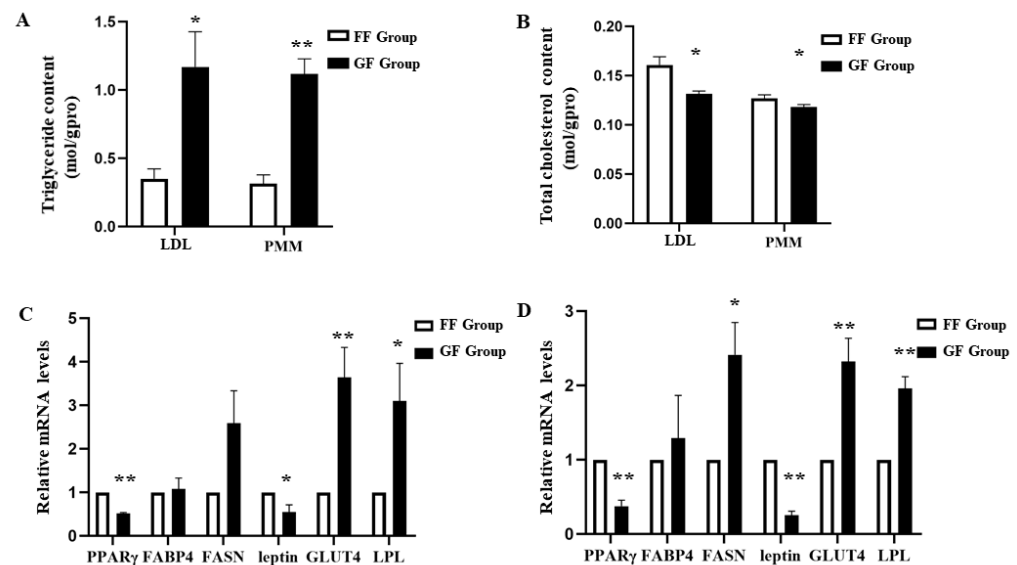 A
Triglyceride content
(mol/gpro)
1.5
1.0
0.5
0.0
*
**
FF Group
GF Group
LDL
PMM
B
Total cholesterol content
(mol/gpro)
0.20
0.15
0.10
0.05
0.00
*
*
FF Group
GF Group
LDL
PMM
C
Relative mRNA levels
5
4
3
2
1
0
**
*
**
*
FF Group
GF Group
PPARγ FABP4 FASN leptin GLUT4 LPL
D
Relative mRNA levels
3
2
1
0
**
*
**
**
**
FF Group
GF Group
PPARγ FABP4 FASN leptin GLUT4 LPL